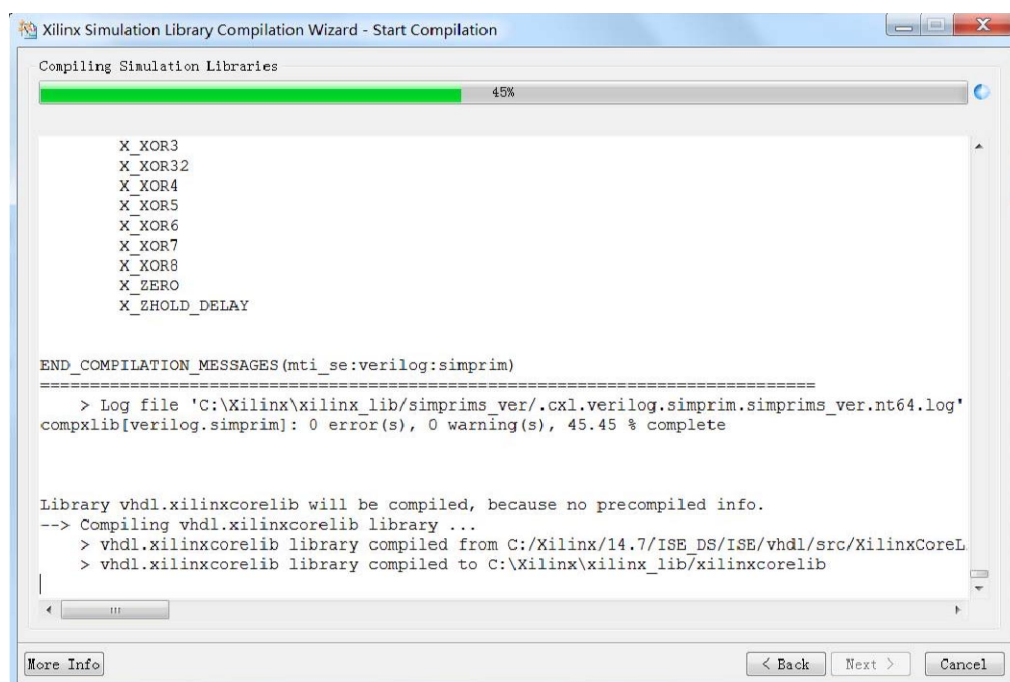 Xilinx Simulation Library Compilation Wizard - Start Compilation
Compiling Simulation Libraries
45%
X_XOR3
X_XOR32
X_XOR4
X_XOR5
X_XOR6
X_XOR7
X_XOR8
X_ZERO
X_ZHOLD_DELAY
END_COMPILATION_MESSAGES(mti_se:verilog:simprim)
==============================================================================
> Log file 'C:\Xilinx\xilinx_lib/simprims_ver/.cxl.verilog.simprim.simprims_ver.nt64.log'
compxlib[verilog.simprim]: 0 error(s), 0 warning(s), 45.45 % complete
Library vhdl.xilinxcorelib will be compiled, because no precompiled info.
--> Compiling vhdl.xilinxcorelib library ...
> vhdl.xilinxcorelib library compiled from C:/Xilinx/14.7/ISE_DS/ISE/vhdl/src/XilinxCoreL
> vhdl.xilinxcorelib library compiled to C:\Xilinx\xilinx_lib/xilinxcorelib
More Info
< Back
Next >
Cancel